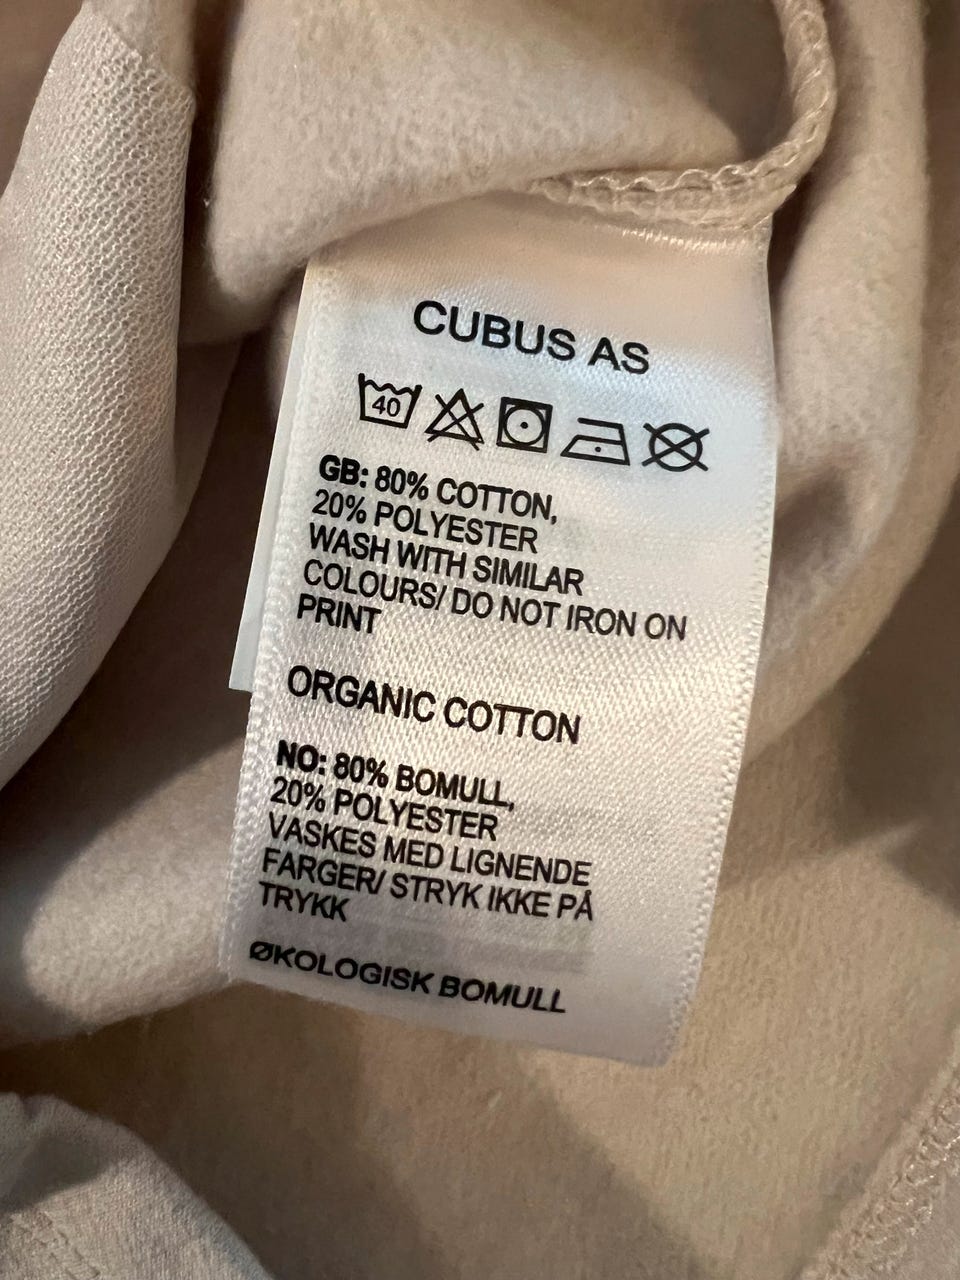 CUBUS AS
40
GB: 80% COTTON,
20% POLYESTER
WASH WITH SIMILAR
COLOURS/ DO NOT IRON ON
PRINT
ORGANIC COTTON
NO: 80% BOMULL,
20% POLYESTER
VASKES MED LIGNENDE
FARGER/ STRYK IKKE PÅ
TRYKK
ØKOLOGISK BOMULL